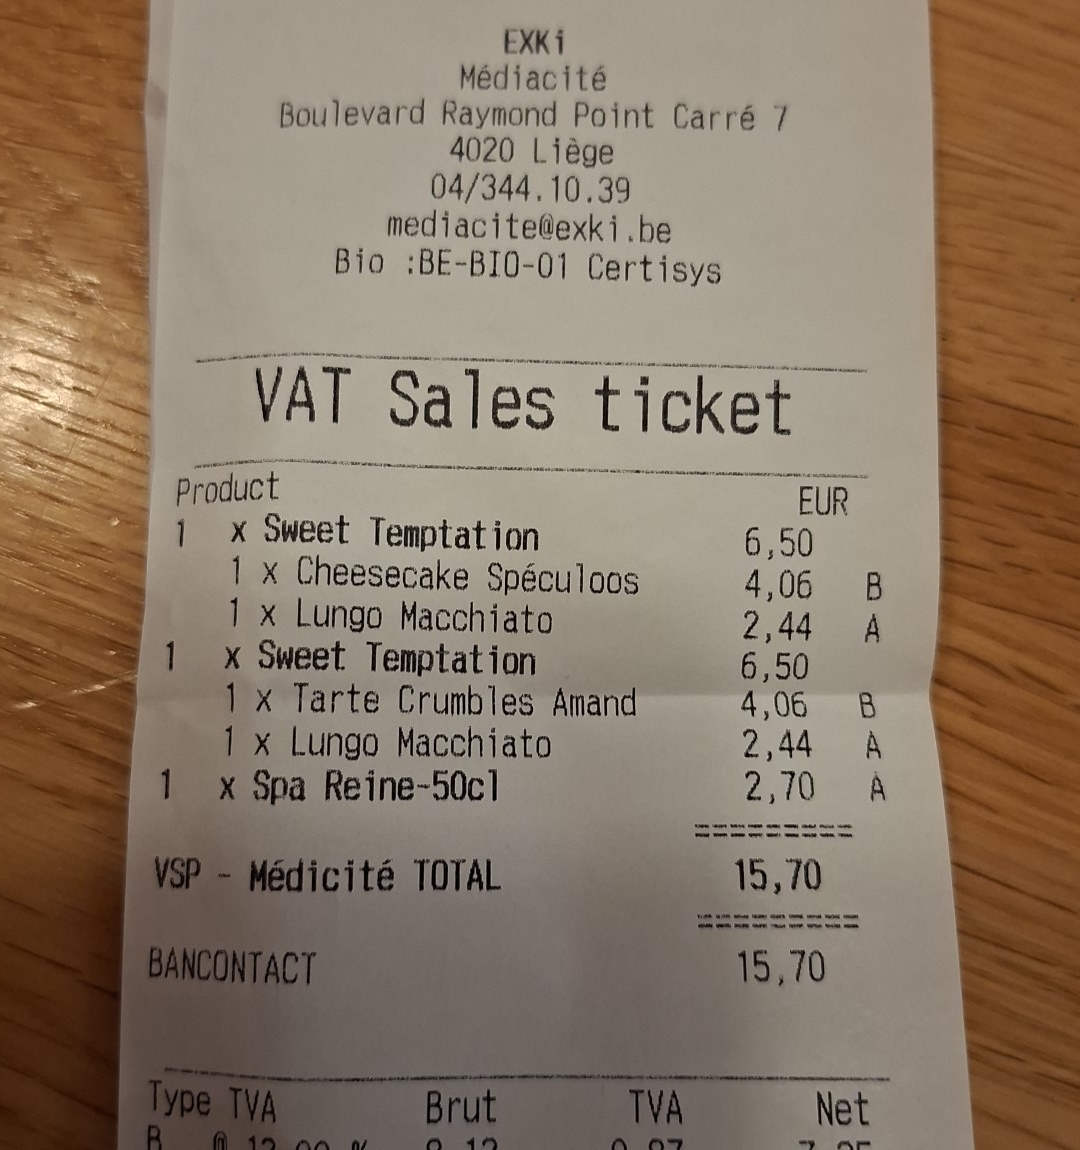 EXKi
Médiacité
Boulevard Raymond Point Carré 7
4020 Liège
04/344.10.39
mediacite@exki.be
Bio :BE-BIO-01 Certisys
VAT Sales ticket
Product EUR
1 x Sweet Temptation 6,50
1 x Cheesecake Spéculoos 4,06 B
1 x Lungo Macchiato 2,44 A
1 x Sweet Temptation 6,50
1 x Tarte Crumbles Amand 4,06 B
1 x Lungo Macchiato 2,44 A
1 x Spa Reine-50cl 2,70 A
==========
VSP - Médicité TOTAL 15,70
==========
BANCONTACT 15,70
Type TVA Brut TVA Net
B @ 12,00 %